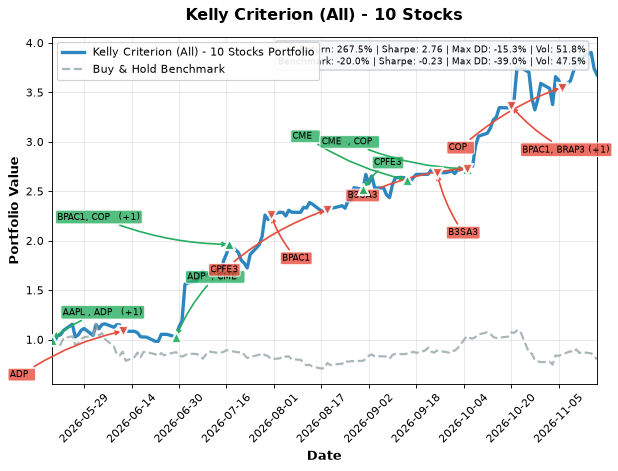 Kelly Criterion (All) - 10 Stocks
Kelly Criterion (All) - 10 Stocks Portfolio
Buy & Hold Benchmark
rn: 267.5% | Sharpe: 2.76 | Max DD: -15.3% | Vol: 51.8%
Benchmark: -20.0% | Sharpe: -0.23 | Max DD: -39.0% | Vol: 47.5%
Portfolio Value
4.0
3.5
3.0
2.5
2.0
1.5
1.0
CME
CME , COP
COP
BPAC1, BRAP3 (+1)
CPFE3
B3SA3
BPAC1, COP (+1)
B3SA3
BPAC1
CPFE3
ADP , CME
AAPL , ADP (+1)
ADP
2026-05-29
2026-06-14
2026-06-30
2026-07-16
2026-08-01
2026-08-17
2026-09-02
2026-09-18
2026-10-04
2026-10-20
2026-11-05
Date